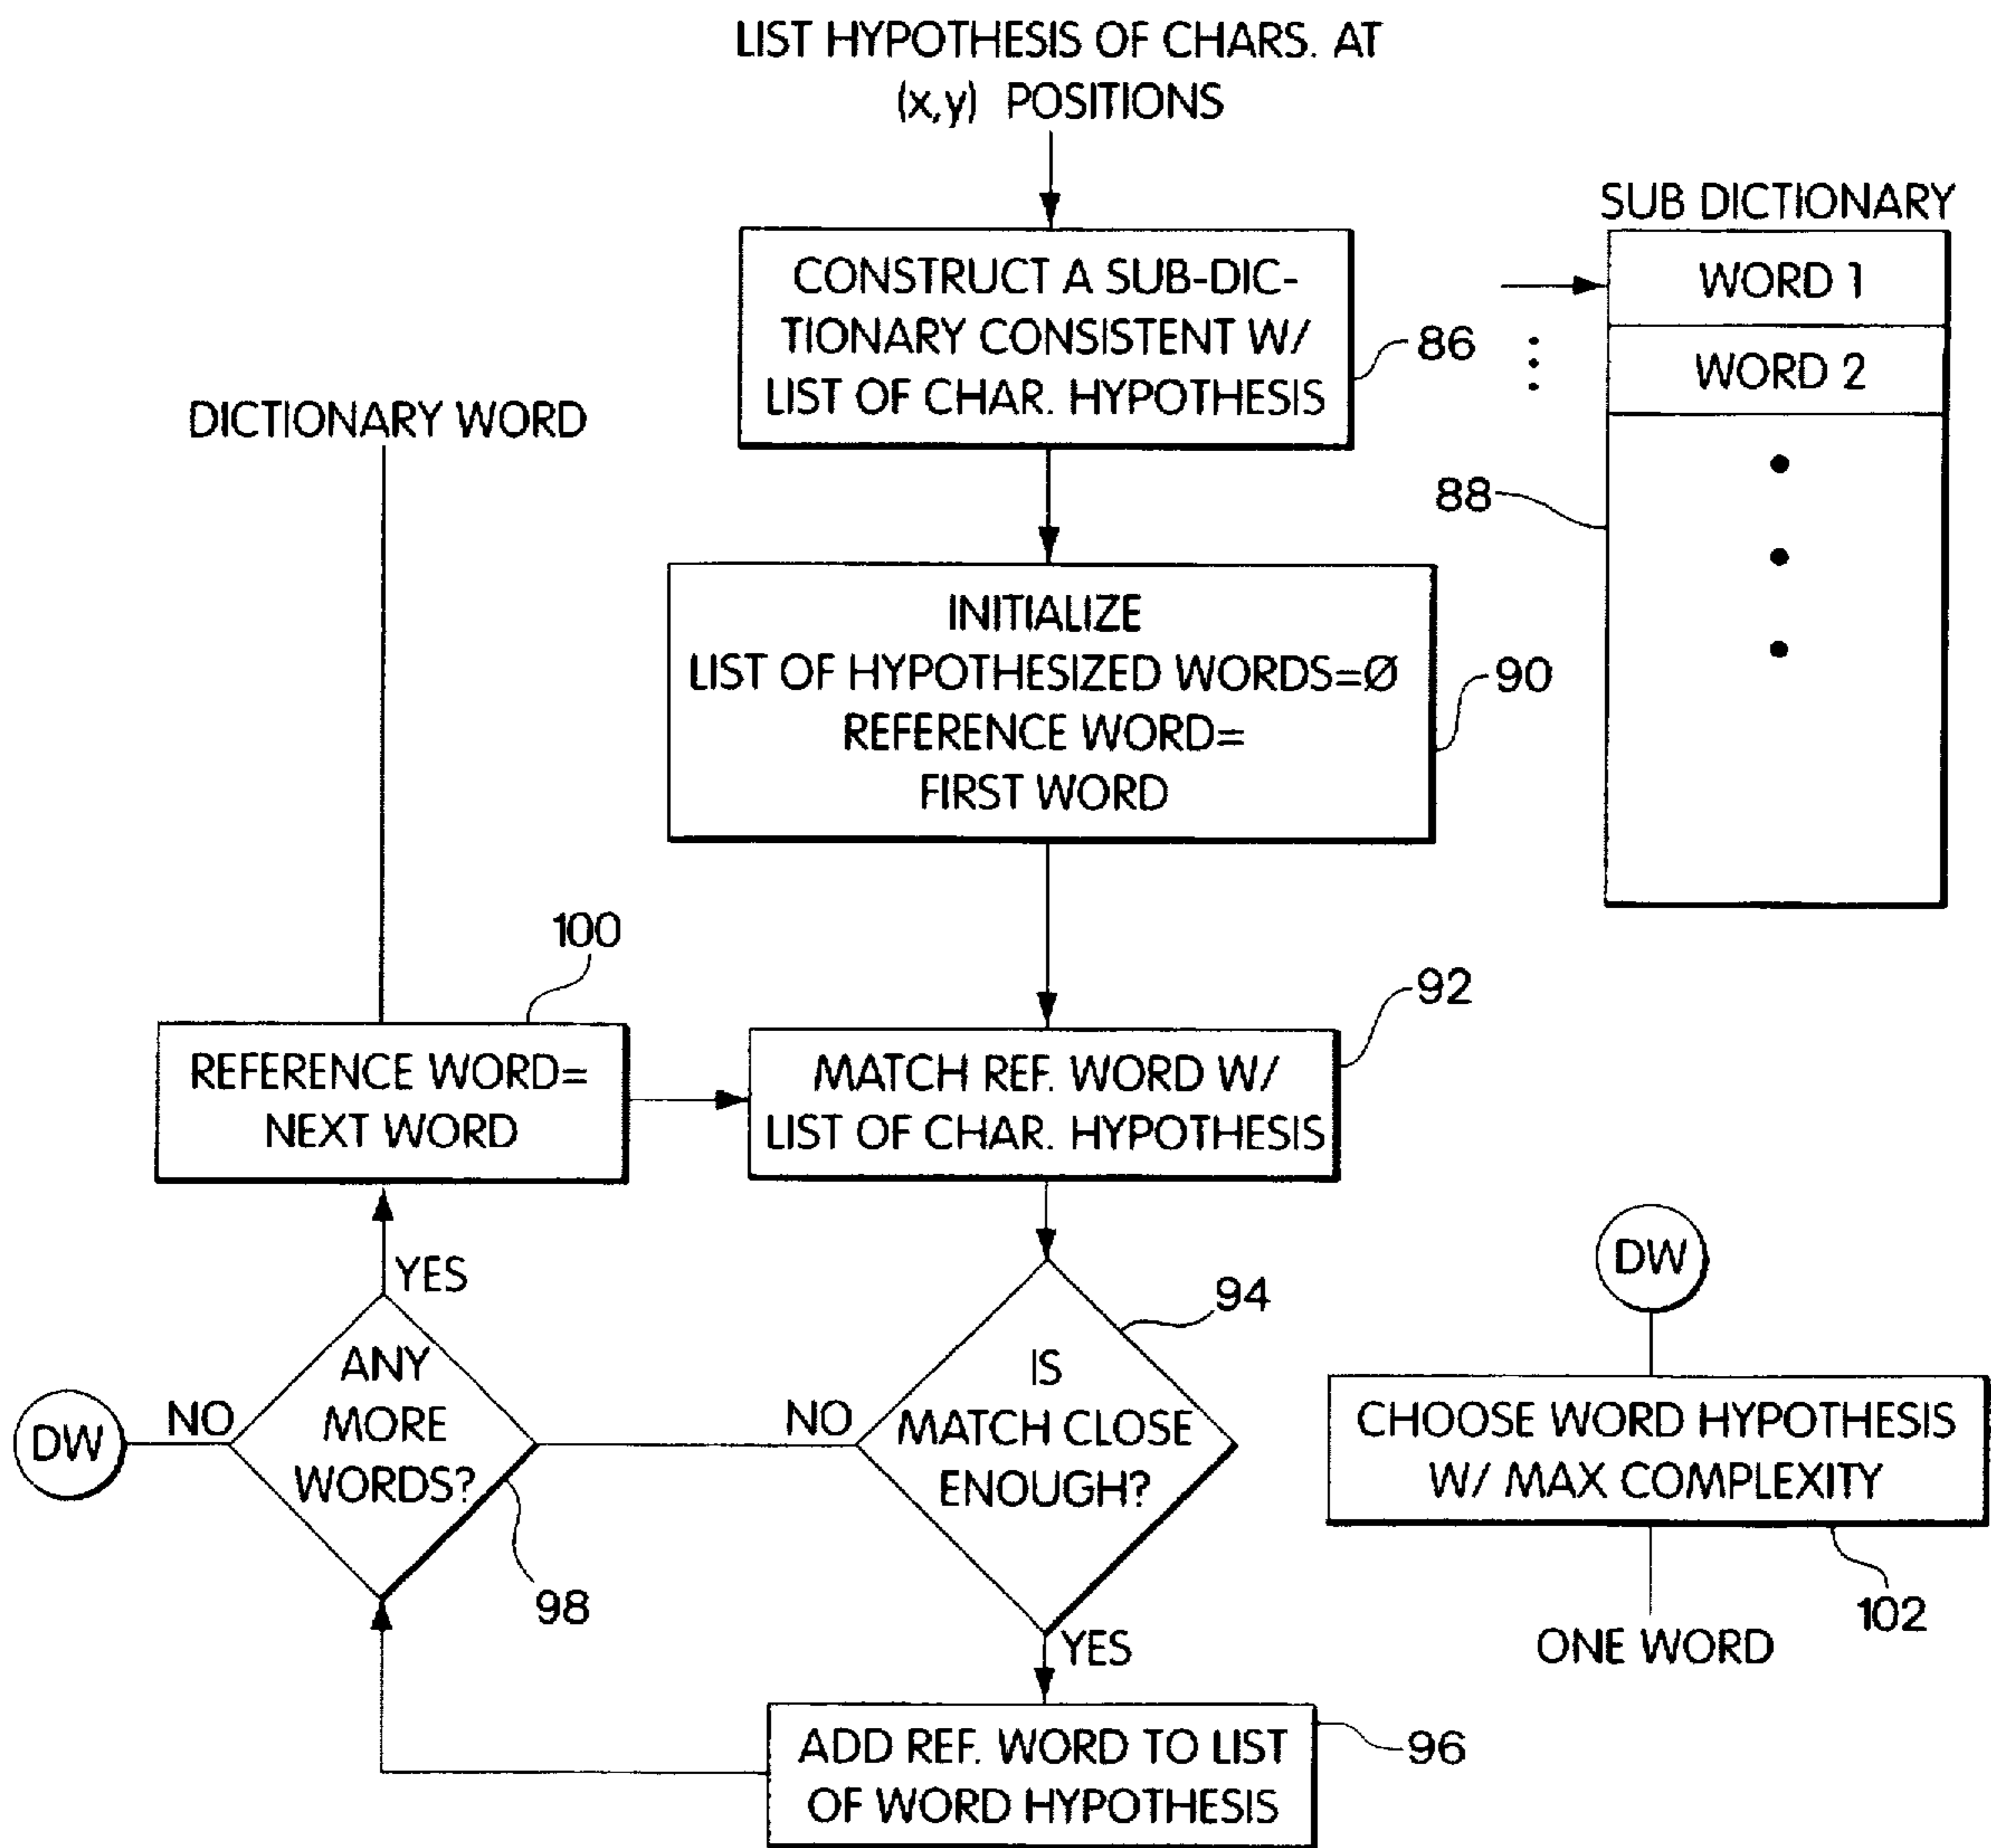 LIST HYPOTHESIS OF CHARS. AT
(x,y) POSITIONS
CONSTRUCT A SUB-DIC-
TIONARY CONSISTENT W/
LIST OF CHAR. HYPOTHESIS
86
SUB DICTIONARY
WORD 1
WORD 2
88
DICTIONARY WORD
INITIALIZE
LIST OF HYPOTHESIZED WORDS=Ø
REFERENCE WORD=
FIRST WORD
90
100
REFERENCE WORD=
NEXT WORD
92
MATCH REF. WORD W/
LIST OF CHAR. HYPOTHESIS
YES
ANY
MORE
WORDS?
NO
DW
98
94
IS
MATCH CLOSE
ENOUGH?
NO
YES
ADD REF. WORD TO LIST
OF WORD HYPOTHESIS
96
DW
CHOOSE WORD HYPOTHESIS
W/ MAX COMPLEXITY
102
ONE WORD